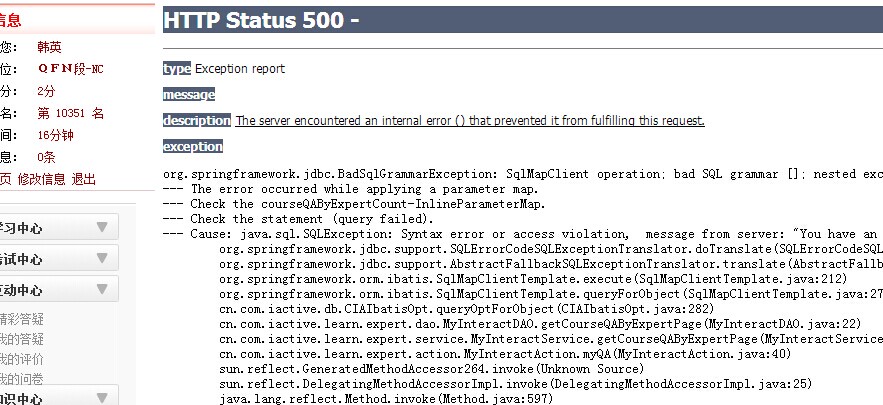 信息
您： 韩英
位： ＱＦＮ段-NC
分： 2分
名： 第 10351 名
间： 16分钟
息： 0条
页 修改信息 退出
学习中心
考试中心
互动中心
精彩答疑
我的答疑
我的评价
我的问卷
知识中心
HTTP Status 500 -
type Exception report
message
description The server encountered an internal error () that prevented it from fulfilling this request.
exception
org.springframework.jdbc.BadSqlGrammarException: SqlMapClient operation; bad SQL grammar []; nested exc
--- The error occurred while applying a parameter map.
--- Check the courseQAByExpertCount-InlineParameterMap.
--- Check the statement (query failed).
--- Cause: java.sql.SQLException: Syntax error or access violation,  message from server: "You have an
org.springframework.jdbc.support.SQLErrorCodeSQLExceptionTranslator.doTranslate(SQLErrorCodeSQL
org.springframework.jdbc.support.AbstractFallbackSQLExceptionTranslator.translate(AbstractFallb
org.springframework.orm.ibatis.SqlMapClientTemplate.execute(SqlMapClientTemplate.java:212)
org.springframework.orm.ibatis.SqlMapClientTemplate.queryForObject(SqlMapClientTemplate.java:27
cn.com.iactive.db.CIAIbatisOpt.queryOptForObject(CIAIbatisOpt.java:282)
cn.com.iactive.learn.expert.dao.MyInteractDAO.getCourseQAByExpertPage(MyInteractDAO.java:22)
cn.com.iactive.learn.expert.service.MyInteractService.getCourseQAByExpertPage(MyInteractService
cn.com.iactive.learn.expert.action.MyInteractAction.myQA(MyInteractAction.java:40)
sun.reflect.GeneratedMethodAccessor264.invoke(Unknown Source)
sun.reflect.DelegatingMethodAccessorImpl.invoke(DelegatingMethodAccessorImpl.java:25)
java.lang.reflect.Method.invoke(Method.java:597)